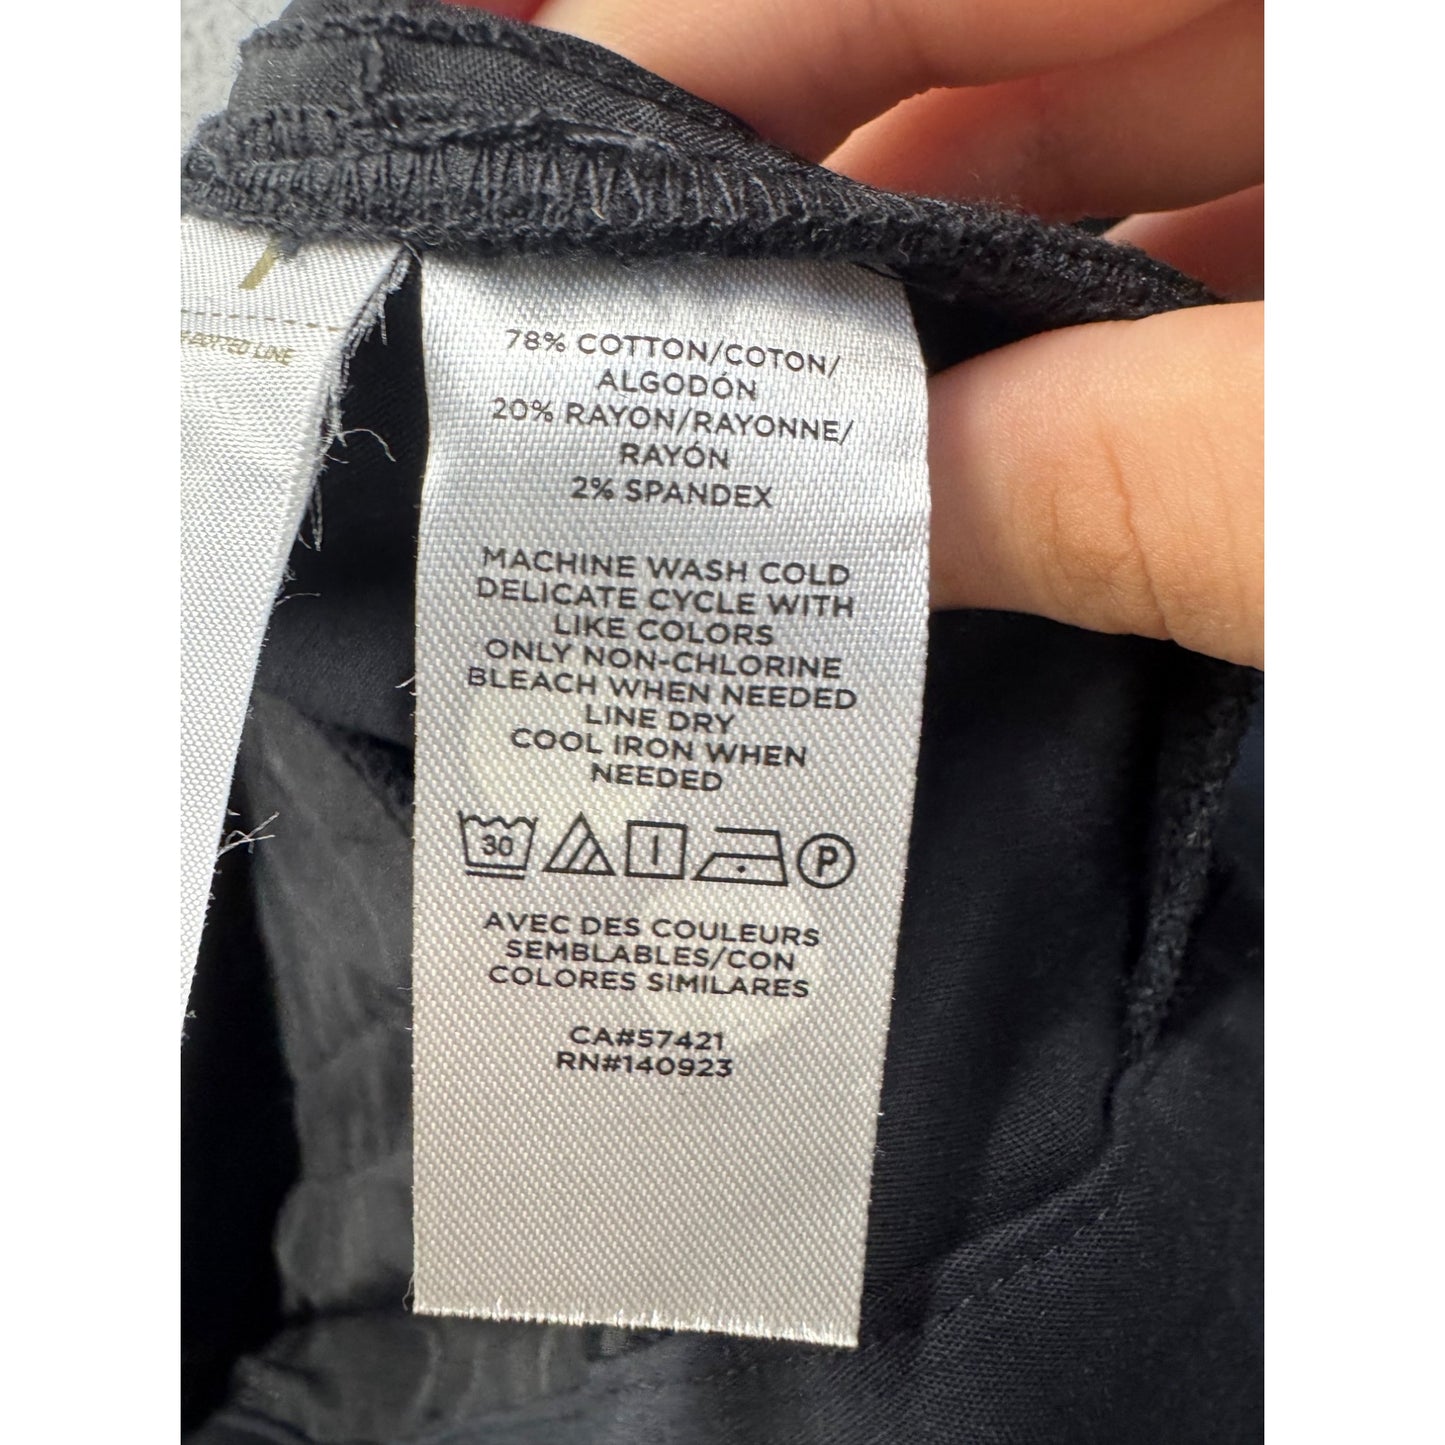 DOTTED LINE
78% COTTON/COTON/
ALGODÓN
20% RAYON/RAYONNE/
RAYÓN
2% SPANDEX
MACHINE WASH COLD
DELICATE CYCLE WITH
LIKE COLORS
ONLY NON-CHLORINE
BLEACH WHEN NEEDED
LINE DRY
COOL IRON WHEN
NEEDED
30 P
AVEC DES COULEURS
SEMBLABLES/CON
COLORES SIMILARES
CA#57421
RN#140923